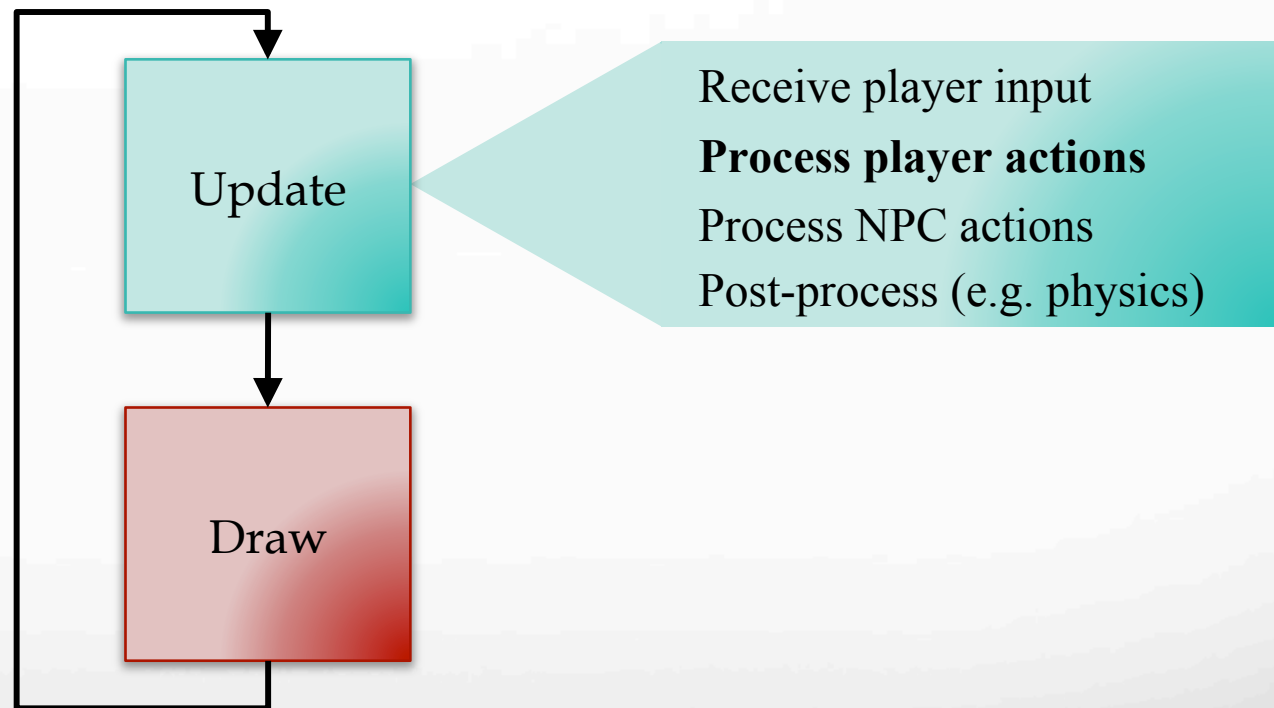 Update
Receive player input
Process player actions
Process NPC actions
Post-process (e.g. physics)
Draw